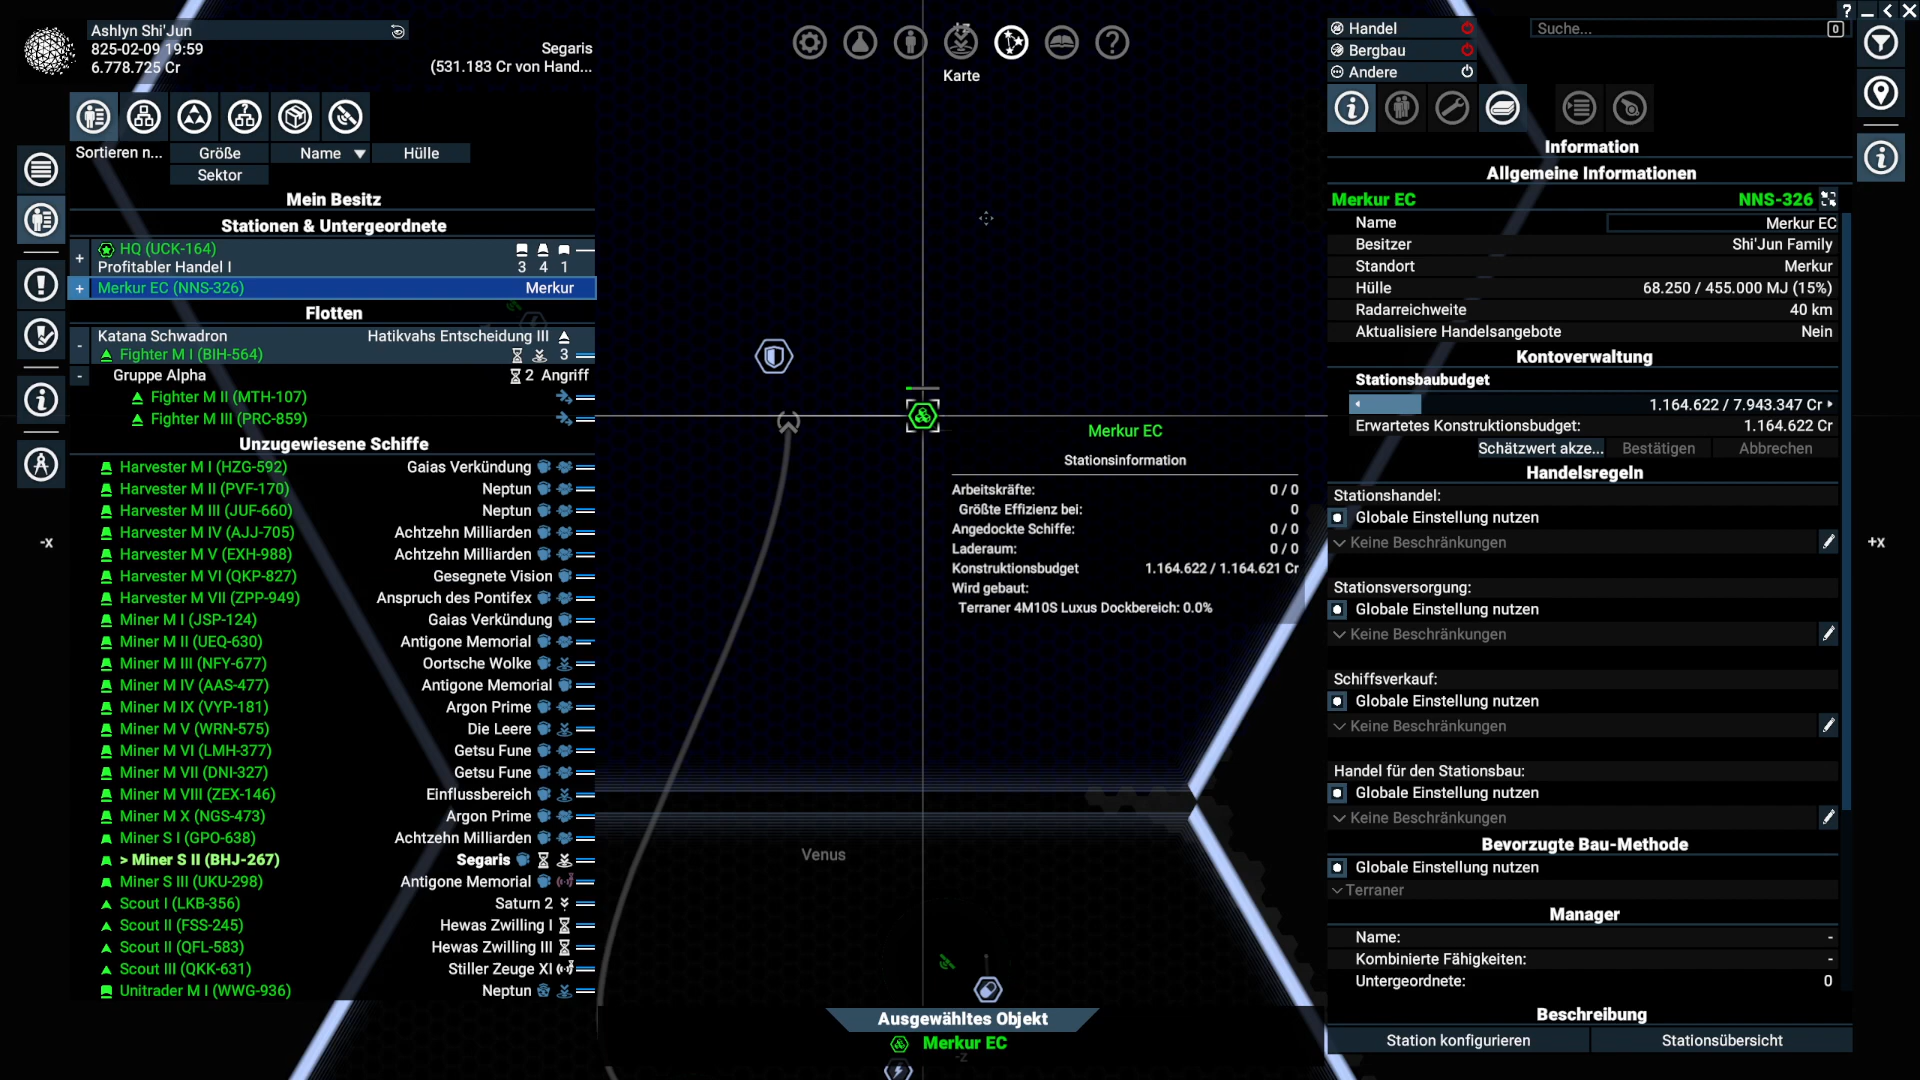 Ashlyn Shi'Jun
825-02-09 19:59
6.778.725 Cr
Segaris
(531.183 Cr von Hand...
Karte
Sortieren n...
Größe
Name
Hülle
Sektor
Mein Besitz
Stationen & Untergeordnete
HQ (UCK-164)
Profitabler Handel I
3 4 1
Merkur EC (NNS-326) Merkur
Flotten
Katana Schwadron Hatikvahs Entscheidung III
Fighter M I (BIH-564) 3
Gruppe Alpha 2 Angriff
Fighter M II (MTH-107)
Fighter M III (PRC-859)
Unzugewiesene Schiffe
Harvester M I (HZG-592) Gaias Verkündung
Harvester M II (PVF-170) Neptun
Harvester M III (JUF-660) Neptun
Harvester M IV (AJJ-705) Achtzehn Milliarden
Harvester M V (EXH-988) Achtzehn Milliarden
Harvester M VI (QKP-827) Gesegnete Vision
Harvester M VII (ZPP-949) Anspruch des Pontifex
Miner M I (JSP-124) Gaias Verkündung
Miner M II (UEQ-630) Antigone Memorial
Miner M III (NFY-677) Oortsche Wolke
Miner M IV (AAS-477) Antigone Memorial
Miner M IX (VYP-181) Argon Prime
Miner M V (WRN-575) Die Leere
Miner M VI (LMH-377) Getsu Fune
Miner M VII (DNI-327) Getsu Fune
Miner M VIII (ZEX-146) Einflussbereich
Miner M X (NGS-473) Argon Prime
Miner S I (GPO-638) Achtzehn Milliarden
> Miner S II (BHJ-267) Segaris
Miner S III (UKU-298) Antigone Memorial
Scout I (LKB-356) Saturn 2
Scout II (FSS-245) Hewas Zwilling I
Scout II (QFL-583) Hewas Zwilling III
Scout III (QKK-631) Stiller Zeuge XI
Unitrader M I (WWG-936) Neptun
-x
+x
Merkur EC
Stationsinformation
Arbeitskräfte: 0 / 0
Größte Effizienz bei: 0
Angedockte Schiffe: 0 / 0
Laderaum: 0 / 0
Konstruktionsbudget 1.164.622 / 1.164.621 Cr
Wird gebaut:
Terraner 4M10S Luxus Dockbereich: 0.0%
Venus
Ausgewähltes Objekt
Merkur EC
-z
Handel
Bergbau
Andere
Suche...
0
? _ < X
Information
Allgemeine Informationen
Merkur EC NNS-326
Name Merkur EC
Besitzer Shi'Jun Family
Standort Merkur
Hülle 68.250 / 455.000 MJ (15%)
Radarreichweite 40 km
Aktualisiere Handelsangebote Nein
Kontoverwaltung
Stationsbaubudget
1.164.622 / 7.943.347 Cr
Erwartetes Konstruktionsbudget: 1.164.622 Cr
Schätzwert akze... Bestätigen Abbrechen
Handelsregeln
Stationshandel:
Globale Einstellung nutzen
Keine Beschränkungen
Stationsversorgung:
Globale Einstellung nutzen
Keine Beschränkungen
Schiffsverkauf:
Globale Einstellung nutzen
Keine Beschränkungen
Handel für den Stationsbau:
Globale Einstellung nutzen
Keine Beschränkungen
Bevorzugte Bau-Methode
Globale Einstellung nutzen
Terraner
Manager
Name: -
Kombinierte Fähigkeiten: -
Untergeordnete: 0
Beschreibung
Station konfigurieren Stationsübersicht